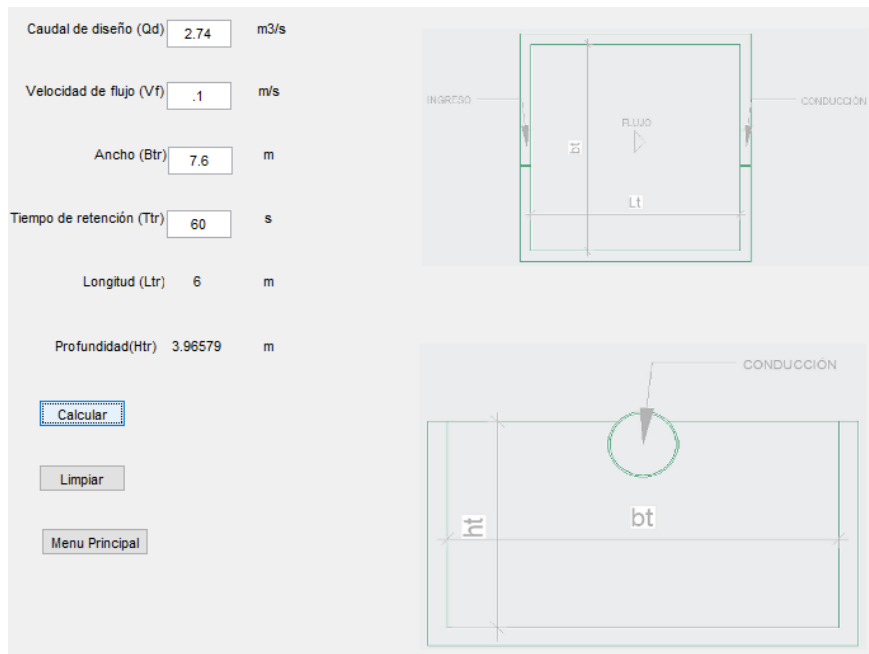 Caudal de diseño (Qd) 2.74 m3/s
Velocidad de flujo (Vf) .1 m/s
Ancho (Btr) 7.6 m
Tiempo de retención (Ttr) 60 s
Longitud (Ltr) 6 m
Profundidad(Htr) 3.96579 m
Calcular
Limpiar
Menu Principal
INGRESO
CONDUCCIÓN
FLUJO
bt
Lt
CONDUCCIÓN
ht
bt